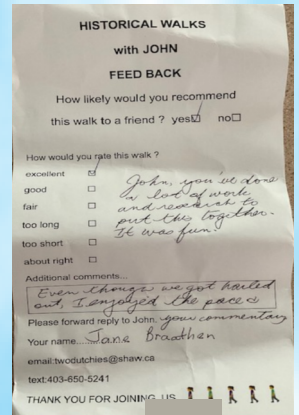 HISTORICAL WALKS
with JOHN
FEED BACK
How likely would you recommend
this walk to a friend ? yes☑ no☐
How would you rate this walk ?
excellent ☑
good ☐
fair ☐
too long ☐
too short ☐
about right ☐
John, you've done
a lot of work
and research to
put this together.
It was fun.
Additional comments...
Even though we got hailed
out, I enjoyed the pace &
your commentary
Please forward reply to John,
Your name.... Jane Braathen
email:twodutchies@shaw.ca
text:403-650-5241
THANK YOU FOR JOINING US